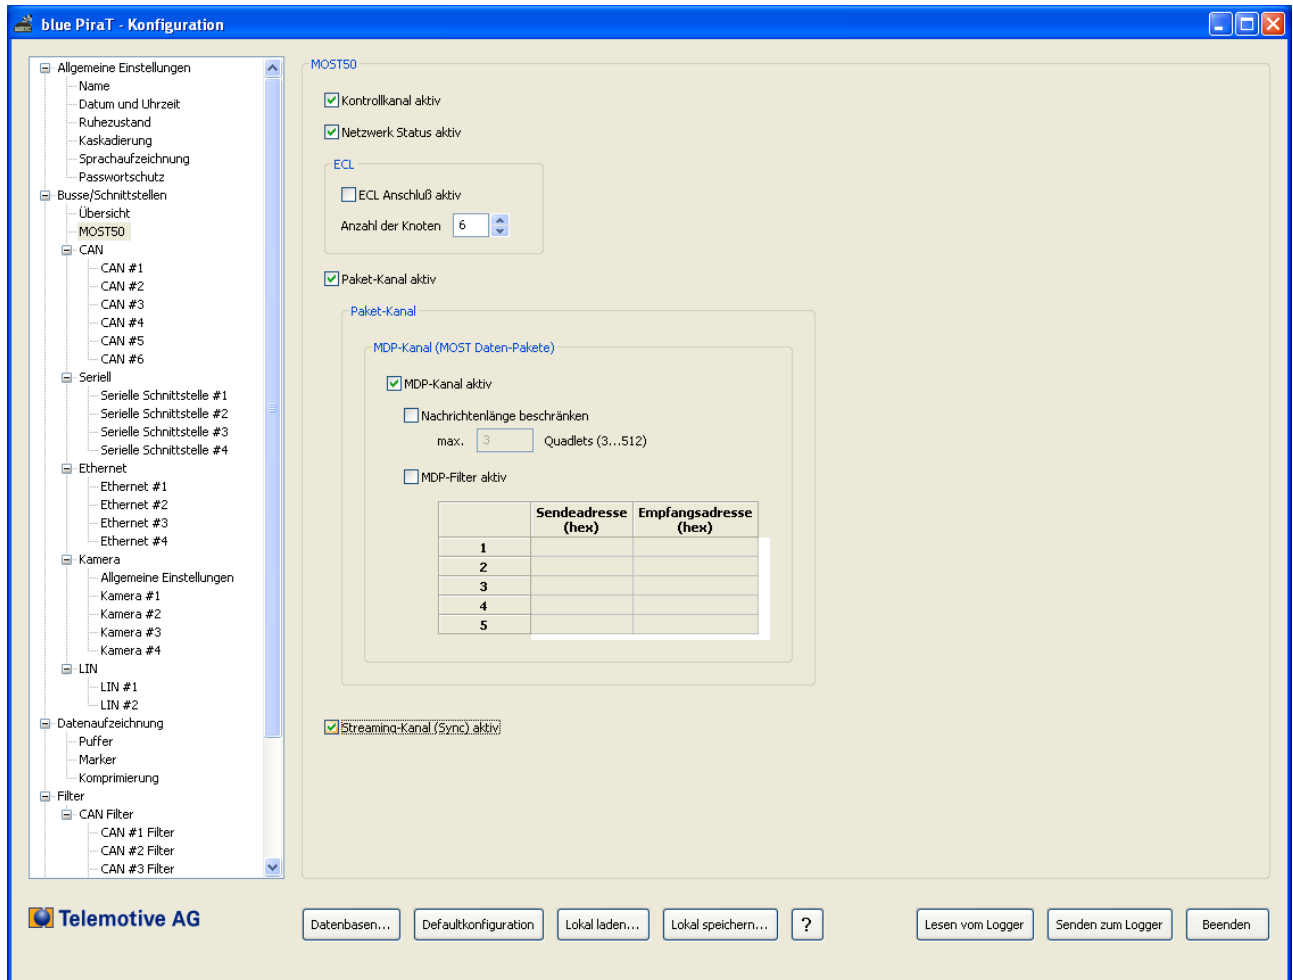 blue PiraT - Konfiguration
Allgemeine Einstellungen
Name
Datum und Uhrzeit
Ruhezustand
Kaskadierung
Sprachaufzeichnung
Passwortschutz
Busse/Schnittstellen
Übersicht
MOST50
CAN
CAN #1
CAN #2
CAN #3
CAN #4
CAN #5
CAN #6
Seriell
Serielle Schnittstelle #1
Serielle Schnittstelle #2
Serielle Schnittstelle #3
Serielle Schnittstelle #4
Ethernet
Ethernet #1
Ethernet #2
Ethernet #3
Ethernet #4
Kamera
Allgemeine Einstellungen
Kamera #1
Kamera #2
Kamera #3
Kamera #4
LIN
LIN #1
LIN #2
Datenaufzeichnung
Puffer
Marker
Komprimierung
Filter
CAN Filter
CAN #1 Filter
CAN #2 Filter
CAN #3 Filter
MOST50
Kontrollkanal aktiv
Netzwerk Status aktiv
ECL
ECL Anschluß aktiv
Anzahl der Knoten 6
Paket-Kanal aktiv
Paket-Kanal
MDP-Kanal (MOST Daten-Pakete)
MDP-Kanal aktiv
Nachrichtenlänge beschränken
max. 3 Quadlets (3...512)
MDP-Filter aktiv
Sendeadresse (hex) Empfangsadresse (hex)
1
2
3
4
5
Streaming-Kanal (Sync) aktiv
Telemotive AG
Datenbasen... Defaultkonfiguration Lokal laden... Lokal speichern... ? Lesen vom Logger Senden zum Logger Beenden